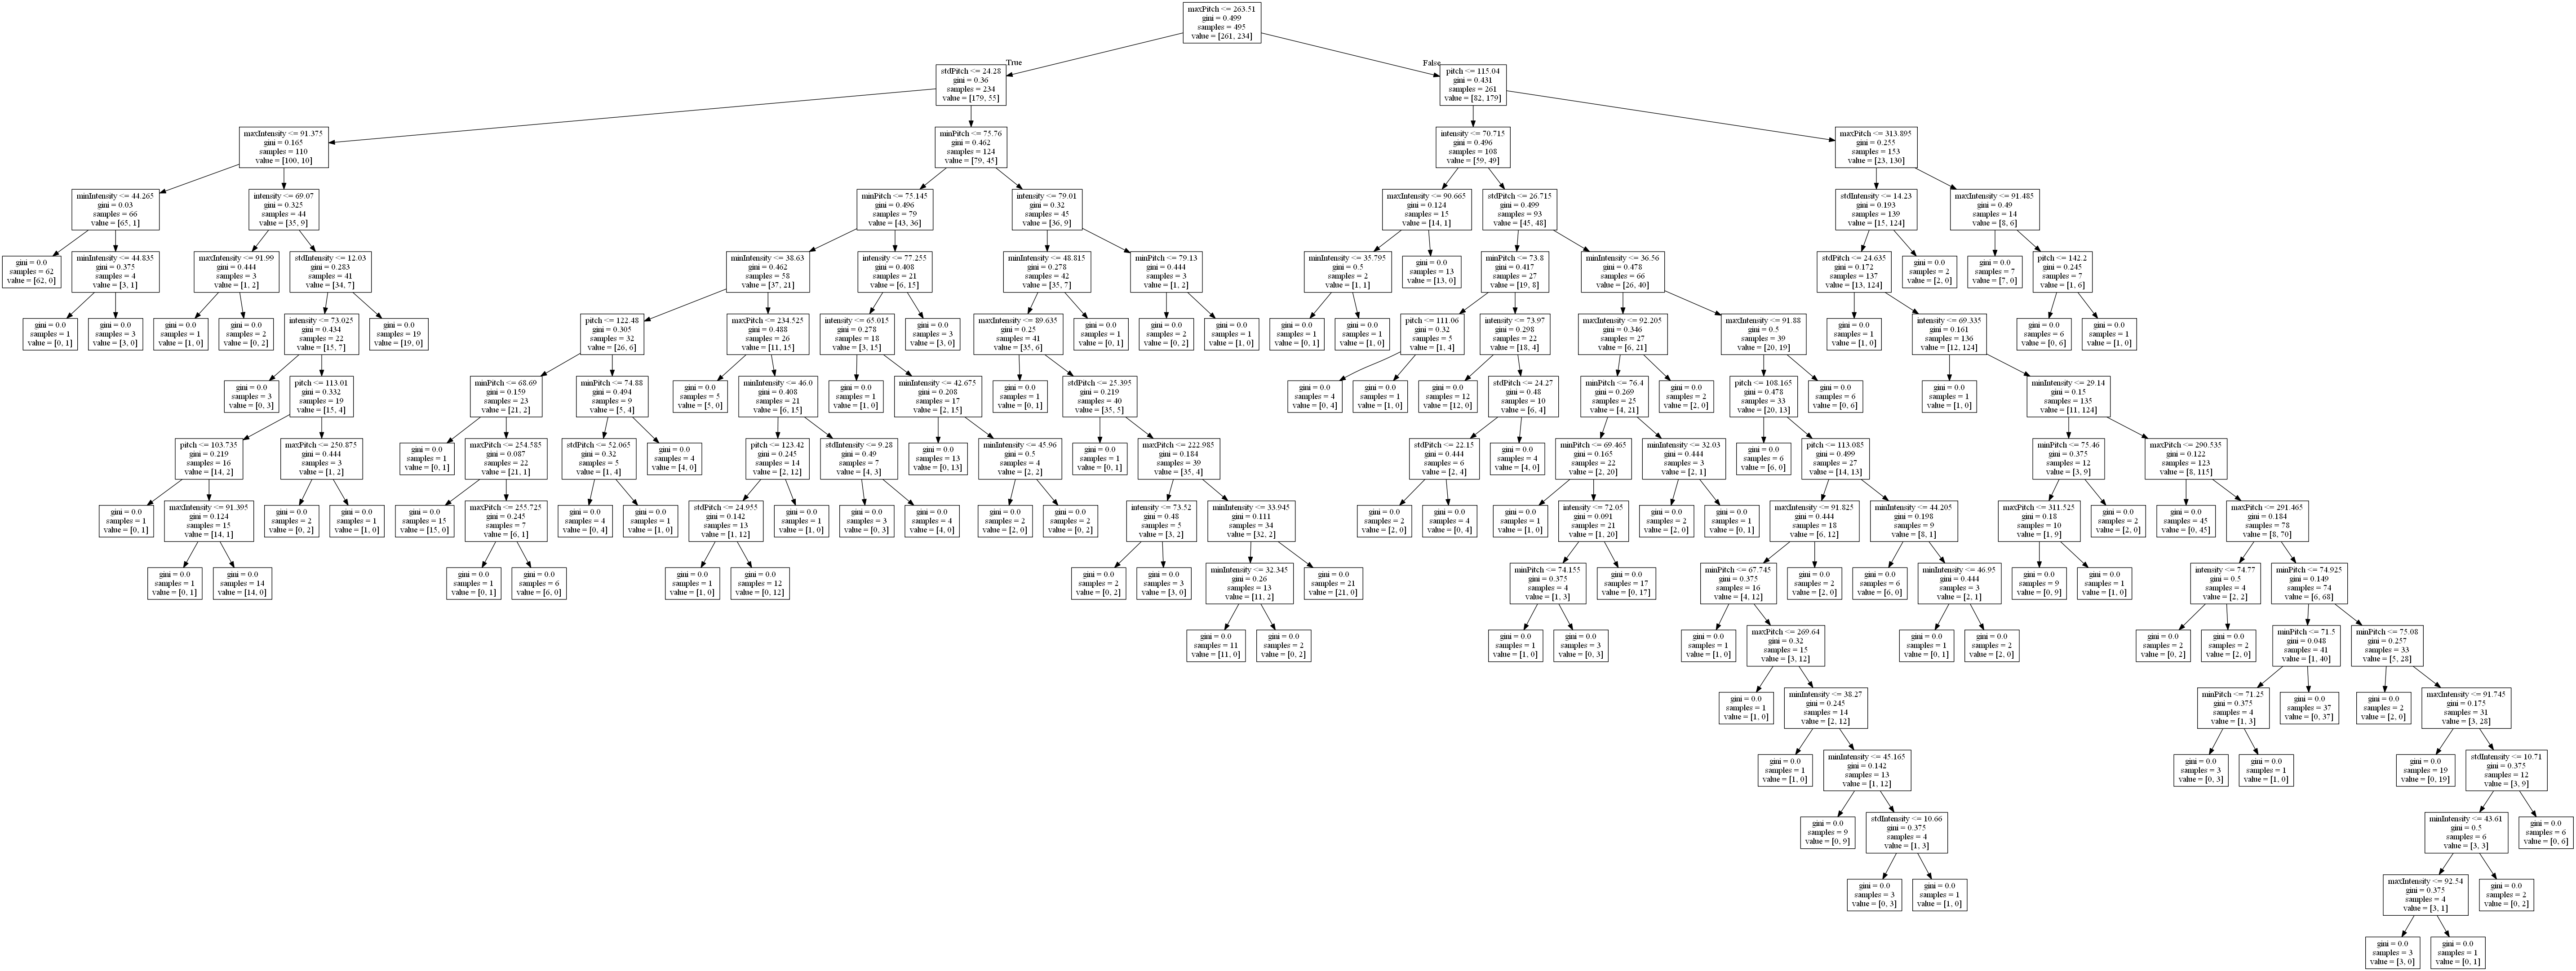 maxPitch <= 263.51
gini = 0.499
samples = 495
value = [261, 234]
True
False
stdPitch <= 24.28
gini = 0.36
samples = 234
value = [179, 55]
pitch <= 115.04
gini = 0.431
samples = 261
value = [82, 179]
maxIntensity <= 91.375
gini = 0.165
samples = 110
value = [100, 10]
minPitch <= 75.76
gini = 0.462
samples = 124
value = [79, 45]
intensity <= 70.715
gini = 0.496
samples = 108
value = [59, 49]
maxPitch <= 313.895
gini = 0.255
samples = 153
value = [23, 130]
minIntensity <= 44.265
gini = 0.03
samples = 66
value = [65, 1]
intensity <= 69.07
gini = 0.325
samples = 44
value = [35, 9]
minPitch <= 75.145
gini = 0.496
samples = 79
value = [43, 36]
intensity <= 79.01
gini = 0.32
samples = 45
value = [36, 9]
maxIntensity <= 90.665
gini = 0.124
samples = 15
value = [14, 1]
stdPitch <= 26.715
gini = 0.499
samples = 93
value = [45, 48]
stdIntensity <= 14.23
gini = 0.193
samples = 139
value = [15, 124]
maxIntensity <= 91.485
gini = 0.49
samples = 14
value = [8, 6]
gini = 0.0
samples = 62
value = [62, 0]
minIntensity <= 44.835
gini = 0.375
samples = 4
value = [3, 1]
maxIntensity <= 91.99
gini = 0.444
samples = 3
value = [1, 2]
stdIntensity <= 12.03
gini = 0.283
samples = 41
value = [34, 7]
minIntensity <= 38.63
gini = 0.462
samples = 58
value = [37, 21]
intensity <= 77.255
gini = 0.408
samples = 21
value = [6, 15]
minIntensity <= 48.815
gini = 0.278
samples = 42
value = [35, 7]
minPitch <= 79.13
gini = 0.444
samples = 3
value = [1, 2]
minIntensity <= 35.795
gini = 0.5
samples = 2
value = [1, 1]
gini = 0.0
samples = 13
value = [13, 0]
minPitch <= 73.8
gini = 0.417
samples = 27
value = [19, 8]
minIntensity <= 36.56
gini = 0.478
samples = 66
value = [26, 40]
stdPitch <= 24.635
gini = 0.172
samples = 137
value = [13, 124]
gini = 0.0
samples = 2
value = [2, 0]
gini = 0.0
samples = 7
value = [7, 0]
pitch <= 142.2
gini = 0.245
samples = 7
value = [1, 6]
gini = 0.0
samples = 1
value = [0, 1]
gini = 0.0
samples = 3
value = [3, 0]
gini = 0.0
samples = 1
value = [1, 0]
gini = 0.0
samples = 2
value = [0, 2]
intensity <= 73.025
gini = 0.434
samples = 22
value = [15, 7]
gini = 0.0
samples = 19
value = [19, 0]
pitch <= 122.48
gini = 0.305
samples = 32
value = [26, 6]
maxPitch <= 234.525
gini = 0.488
samples = 26
value = [11, 15]
intensity <= 65.015
gini = 0.278
samples = 18
value = [3, 15]
gini = 0.0
samples = 3
value = [3, 0]
maxIntensity <= 89.635
gini = 0.25
samples = 41
value = [35, 6]
gini = 0.0
samples = 1
value = [0, 1]
gini = 0.0
samples = 2
value = [0, 2]
gini = 0.0
samples = 1
value = [1, 0]
gini = 0.0
samples = 1
value = [0, 1]
gini = 0.0
samples = 1
value = [1, 0]
pitch <= 111.06
gini = 0.32
samples = 5
value = [1, 4]
intensity <= 73.97
gini = 0.298
samples = 22
value = [18, 4]
maxIntensity <= 92.205
gini = 0.346
samples = 27
value = [6, 21]
maxIntensity <= 91.88
gini = 0.5
samples = 39
value = [20, 19]
gini = 0.0
samples = 1
value = [1, 0]
intensity <= 69.335
gini = 0.161
samples = 136
value = [12, 124]
gini = 0.0
samples = 6
value = [0, 6]
gini = 0.0
samples = 1
value = [1, 0]
gini = 0.0
samples = 3
value = [0, 3]
pitch <= 113.01
gini = 0.332
samples = 19
value = [15, 4]
minPitch <= 68.69
gini = 0.159
samples = 23
value = [21, 2]
minPitch <= 74.88
gini = 0.494
samples = 9
value = [5, 4]
gini = 0.0
samples = 5
value = [5, 0]
minIntensity <= 46.0
gini = 0.408
samples = 21
value = [6, 15]
gini = 0.0
samples = 1
value = [1, 0]
minIntensity <= 42.675
gini = 0.208
samples = 17
value = [2, 15]
gini = 0.0
samples = 1
value = [0, 1]
stdPitch <= 25.395
gini = 0.219
samples = 40
value = [35, 5]
gini = 0.0
samples = 4
value = [0, 4]
gini = 0.0
samples = 1
value = [1, 0]
gini = 0.0
samples = 12
value = [12, 0]
stdPitch <= 24.27
gini = 0.48
samples = 10
value = [6, 4]
minPitch <= 76.4
gini = 0.269
samples = 25
value = [4, 21]
gini = 0.0
samples = 2
value = [2, 0]
pitch <= 108.165
gini = 0.478
samples = 33
value = [20, 13]
gini = 0.0
samples = 6
value = [0, 6]
gini = 0.0
samples = 1
value = [1, 0]
minIntensity <= 29.14
gini = 0.15
samples = 135
value = [11, 124]
pitch <= 103.735
gini = 0.219
samples = 16
value = [14, 2]
maxPitch <= 250.875
gini = 0.444
samples = 3
value = [1, 2]
gini = 0.0
samples = 1
value = [0, 1]
maxPitch <= 254.585
gini = 0.087
samples = 22
value = [21, 1]
stdPitch <= 52.065
gini = 0.32
samples = 5
value = [1, 4]
gini = 0.0
samples = 4
value = [4, 0]
pitch <= 123.42
gini = 0.245
samples = 14
value = [2, 12]
stdIntensity <= 9.28
gini = 0.49
samples = 7
value = [4, 3]
gini = 0.0
samples = 13
value = [0, 13]
minIntensity <= 45.96
gini = 0.5
samples = 4
value = [2, 2]
gini = 0.0
samples = 1
value = [0, 1]
maxPitch <= 222.985
gini = 0.184
samples = 39
value = [35, 4]
stdPitch <= 22.15
gini = 0.444
samples = 6
value = [2, 4]
gini = 0.0
samples = 4
value = [4, 0]
minPitch <= 69.465
gini = 0.165
samples = 22
value = [2, 20]
minIntensity <= 32.03
gini = 0.444
samples = 3
value = [2, 1]
gini = 0.0
samples = 6
value = [6, 0]
pitch <= 113.085
gini = 0.499
samples = 27
value = [14, 13]
minPitch <= 75.46
gini = 0.375
samples = 12
value = [3, 9]
maxPitch <= 290.535
gini = 0.122
samples = 123
value = [8, 115]
gini = 0.0
samples = 1
value = [0, 1]
maxIntensity <= 91.395
gini = 0.124
samples = 15
value = [14, 1]
gini = 0.0
samples = 2
value = [0, 2]
gini = 0.0
samples = 1
value = [1, 0]
gini = 0.0
samples = 15
value = [15, 0]
maxPitch <= 255.725
gini = 0.245
samples = 7
value = [6, 1]
gini = 0.0
samples = 4
value = [0, 4]
gini = 0.0
samples = 1
value = [1, 0]
stdPitch <= 24.955
gini = 0.142
samples = 13
value = [1, 12]
gini = 0.0
samples = 1
value = [1, 0]
gini = 0.0
samples = 3
value = [0, 3]
gini = 0.0
samples = 4
value = [4, 0]
gini = 0.0
samples = 2
value = [2, 0]
gini = 0.0
samples = 2
value = [0, 2]
intensity <= 73.52
gini = 0.48
samples = 5
value = [3, 2]
minIntensity <= 33.945
gini = 0.111
samples = 34
value = [32, 2]
gini = 0.0
samples = 2
value = [2, 0]
gini = 0.0
samples = 4
value = [0, 4]
gini = 0.0
samples = 1
value = [1, 0]
intensity <= 72.05
gini = 0.091
samples = 21
value = [1, 20]
gini = 0.0
samples = 2
value = [2, 0]
gini = 0.0
samples = 1
value = [0, 1]
maxIntensity <= 91.825
gini = 0.444
samples = 18
value = [6, 12]
minIntensity <= 44.205
gini = 0.198
samples = 9
value = [8, 1]
maxPitch <= 311.525
gini = 0.18
samples = 10
value = [1, 9]
gini = 0.0
samples = 2
value = [2, 0]
gini = 0.0
samples = 45
value = [0, 45]
maxPitch <= 291.465
gini = 0.184
samples = 78
value = [8, 70]
gini = 0.0
samples = 1
value = [0, 1]
gini = 0.0
samples = 14
value = [14, 0]
gini = 0.0
samples = 1
value = [0, 1]
gini = 0.0
samples = 6
value = [6, 0]
gini = 0.0
samples = 1
value = [1, 0]
gini = 0.0
samples = 12
value = [0, 12]
gini = 0.0
samples = 2
value = [0, 2]
gini = 0.0
samples = 3
value = [3, 0]
minIntensity <= 32.345
gini = 0.26
samples = 13
value = [11, 2]
gini = 0.0
samples = 21
value = [21, 0]
minPitch <= 74.155
gini = 0.375
samples = 4
value = [1, 3]
gini = 0.0
samples = 17
value = [0, 17]
minPitch <= 67.745
gini = 0.375
samples = 16
value = [4, 12]
gini = 0.0
samples = 2
value = [2, 0]
gini = 0.0
samples = 6
value = [6, 0]
minIntensity <= 46.95
gini = 0.444
samples = 3
value = [2, 1]
gini = 0.0
samples = 9
value = [0, 9]
gini = 0.0
samples = 1
value = [1, 0]
intensity <= 74.77
gini = 0.5
samples = 4
value = [2, 2]
minPitch <= 74.925
gini = 0.149
samples = 74
value = [6, 68]
gini = 0.0
samples = 11
value = [11, 0]
gini = 0.0
samples = 2
value = [0, 2]
gini = 0.0
samples = 1
value = [1, 0]
gini = 0.0
samples = 3
value = [0, 3]
gini = 0.0
samples = 1
value = [1, 0]
maxPitch <= 269.64
gini = 0.32
samples = 15
value = [3, 12]
gini = 0.0
samples = 1
value = [0, 1]
gini = 0.0
samples = 2
value = [2, 0]
gini = 0.0
samples = 2
value = [0, 2]
gini = 0.0
samples = 2
value = [2, 0]
minPitch <= 71.5
gini = 0.048
samples = 41
value = [1, 40]
minPitch <= 75.08
gini = 0.257
samples = 33
value = [5, 28]
gini = 0.0
samples = 1
value = [1, 0]
minIntensity <= 38.27
gini = 0.245
samples = 14
value = [2, 12]
minPitch <= 71.25
gini = 0.375
samples = 4
value = [1, 3]
gini = 0.0
samples = 37
value = [0, 37]
gini = 0.0
samples = 2
value = [2, 0]
maxIntensity <= 91.745
gini = 0.175
samples = 31
value = [3, 28]
gini = 0.0
samples = 1
value = [1, 0]
minIntensity <= 45.165
gini = 0.142
samples = 13
value = [1, 12]
gini = 0.0
samples = 3
value = [0, 3]
gini = 0.0
samples = 1
value = [1, 0]
gini = 0.0
samples = 19
value = [0, 19]
stdIntensity <= 10.71
gini = 0.375
samples = 12
value = [3, 9]
gini = 0.0
samples = 9
value = [0, 9]
stdIntensity <= 10.66
gini = 0.375
samples = 4
value = [1, 3]
minIntensity <= 43.61
gini = 0.5
samples = 6
value = [3, 3]
gini = 0.0
samples = 6
value = [0, 6]
gini = 0.0
samples = 3
value = [0, 3]
gini = 0.0
samples = 1
value = [1, 0]
maxIntensity <= 92.54
gini = 0.375
samples = 4
value = [3, 1]
gini = 0.0
samples = 2
value = [0, 2]
gini = 0.0
samples = 3
value = [3, 0]
gini = 0.0
samples = 1
value = [0, 1]